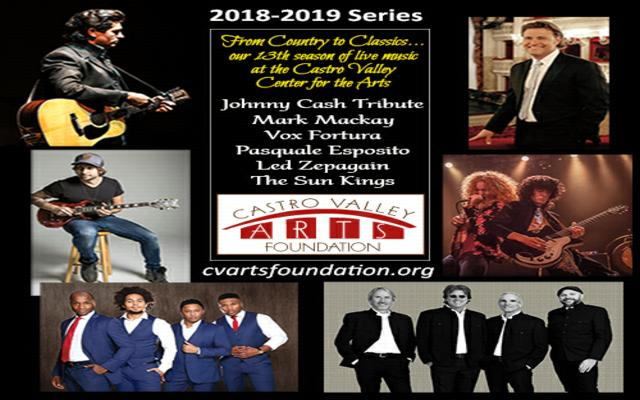 2018-2019 Series
From Country to Classics...
our 13th season of live music
at the Castro Valley
Center for the Arts
Johnny Cash Tribute
Mark Mackay
Vox Fortura
Pasquale Esposito
Led Zepagain
The Sun Kings
CASTRO VALLEY
ARTS
FOUNDATION
cvartsfoundation.org